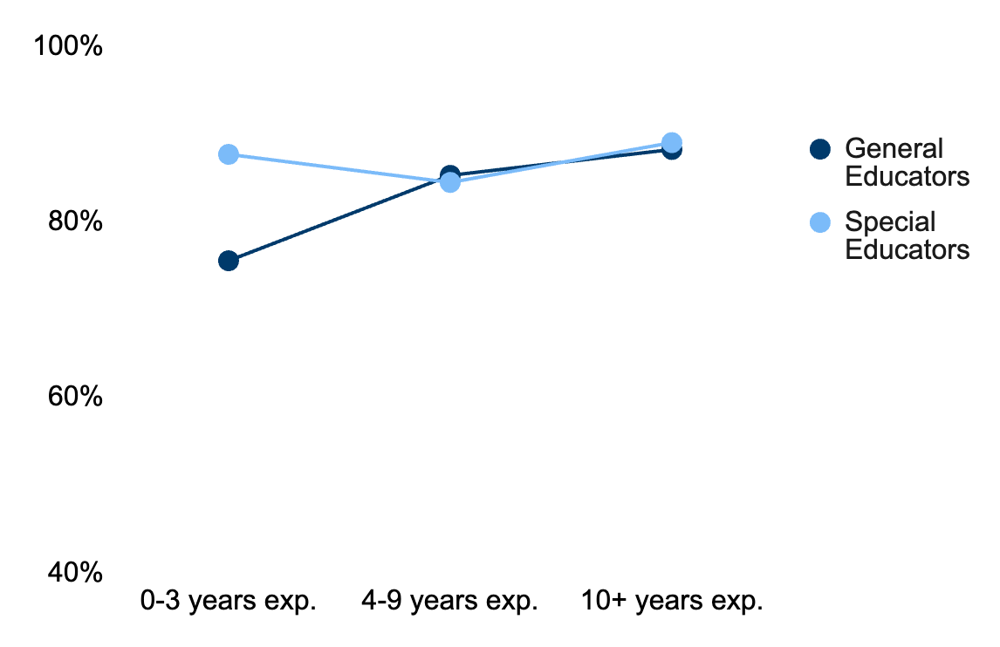 100%
General
Educators
80%
Special
Educators
60%
40%
0-3 years exp.
4-9 years exp.
10+ years exp.